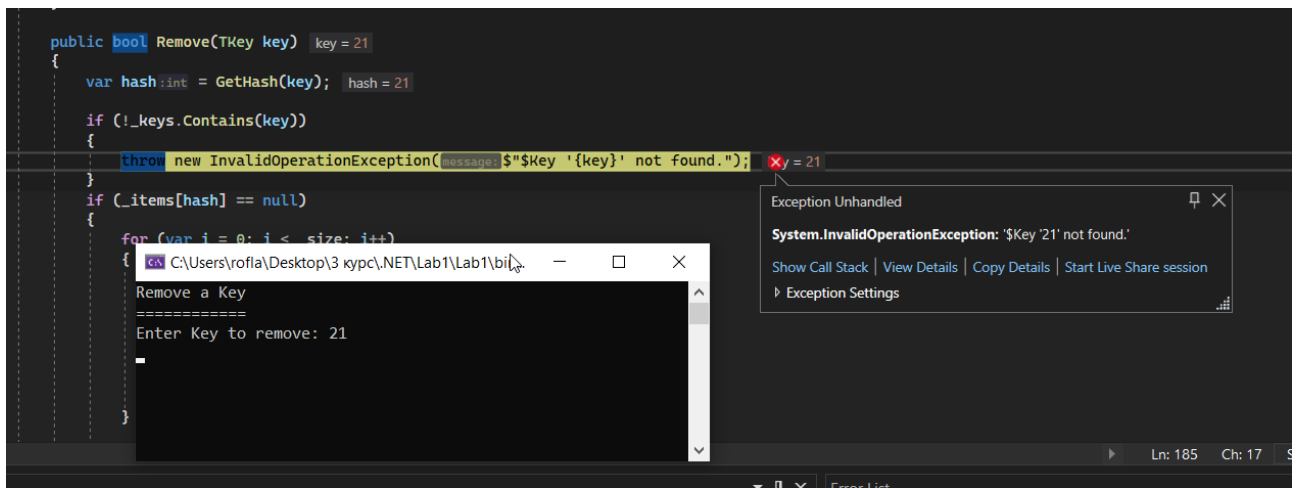 public bool Remove(TKey key) key = 21
{
var hash:int = GetHash(key); hash = 21
if (!_keys.Contains(key))
{
throw new InvalidOperationException(message:$"$Key '{key}' not found."); y = 21
}
if (_items[hash] == null)
{
for (var i = 0; i < _size; i++)
{
}
Exception Unhandled
System.InvalidOperationException: '$Key '21' not found.'
Show Call Stack | View Details | Copy Details | Start Live Share session
Exception Settings
C:\Users\rofla\Desktop\3 курс\.NET\Lab1\Lab1\bin...
Remove a Key
============
Enter Key to remove: 21
Ln: 185 Ch: 17
Error List